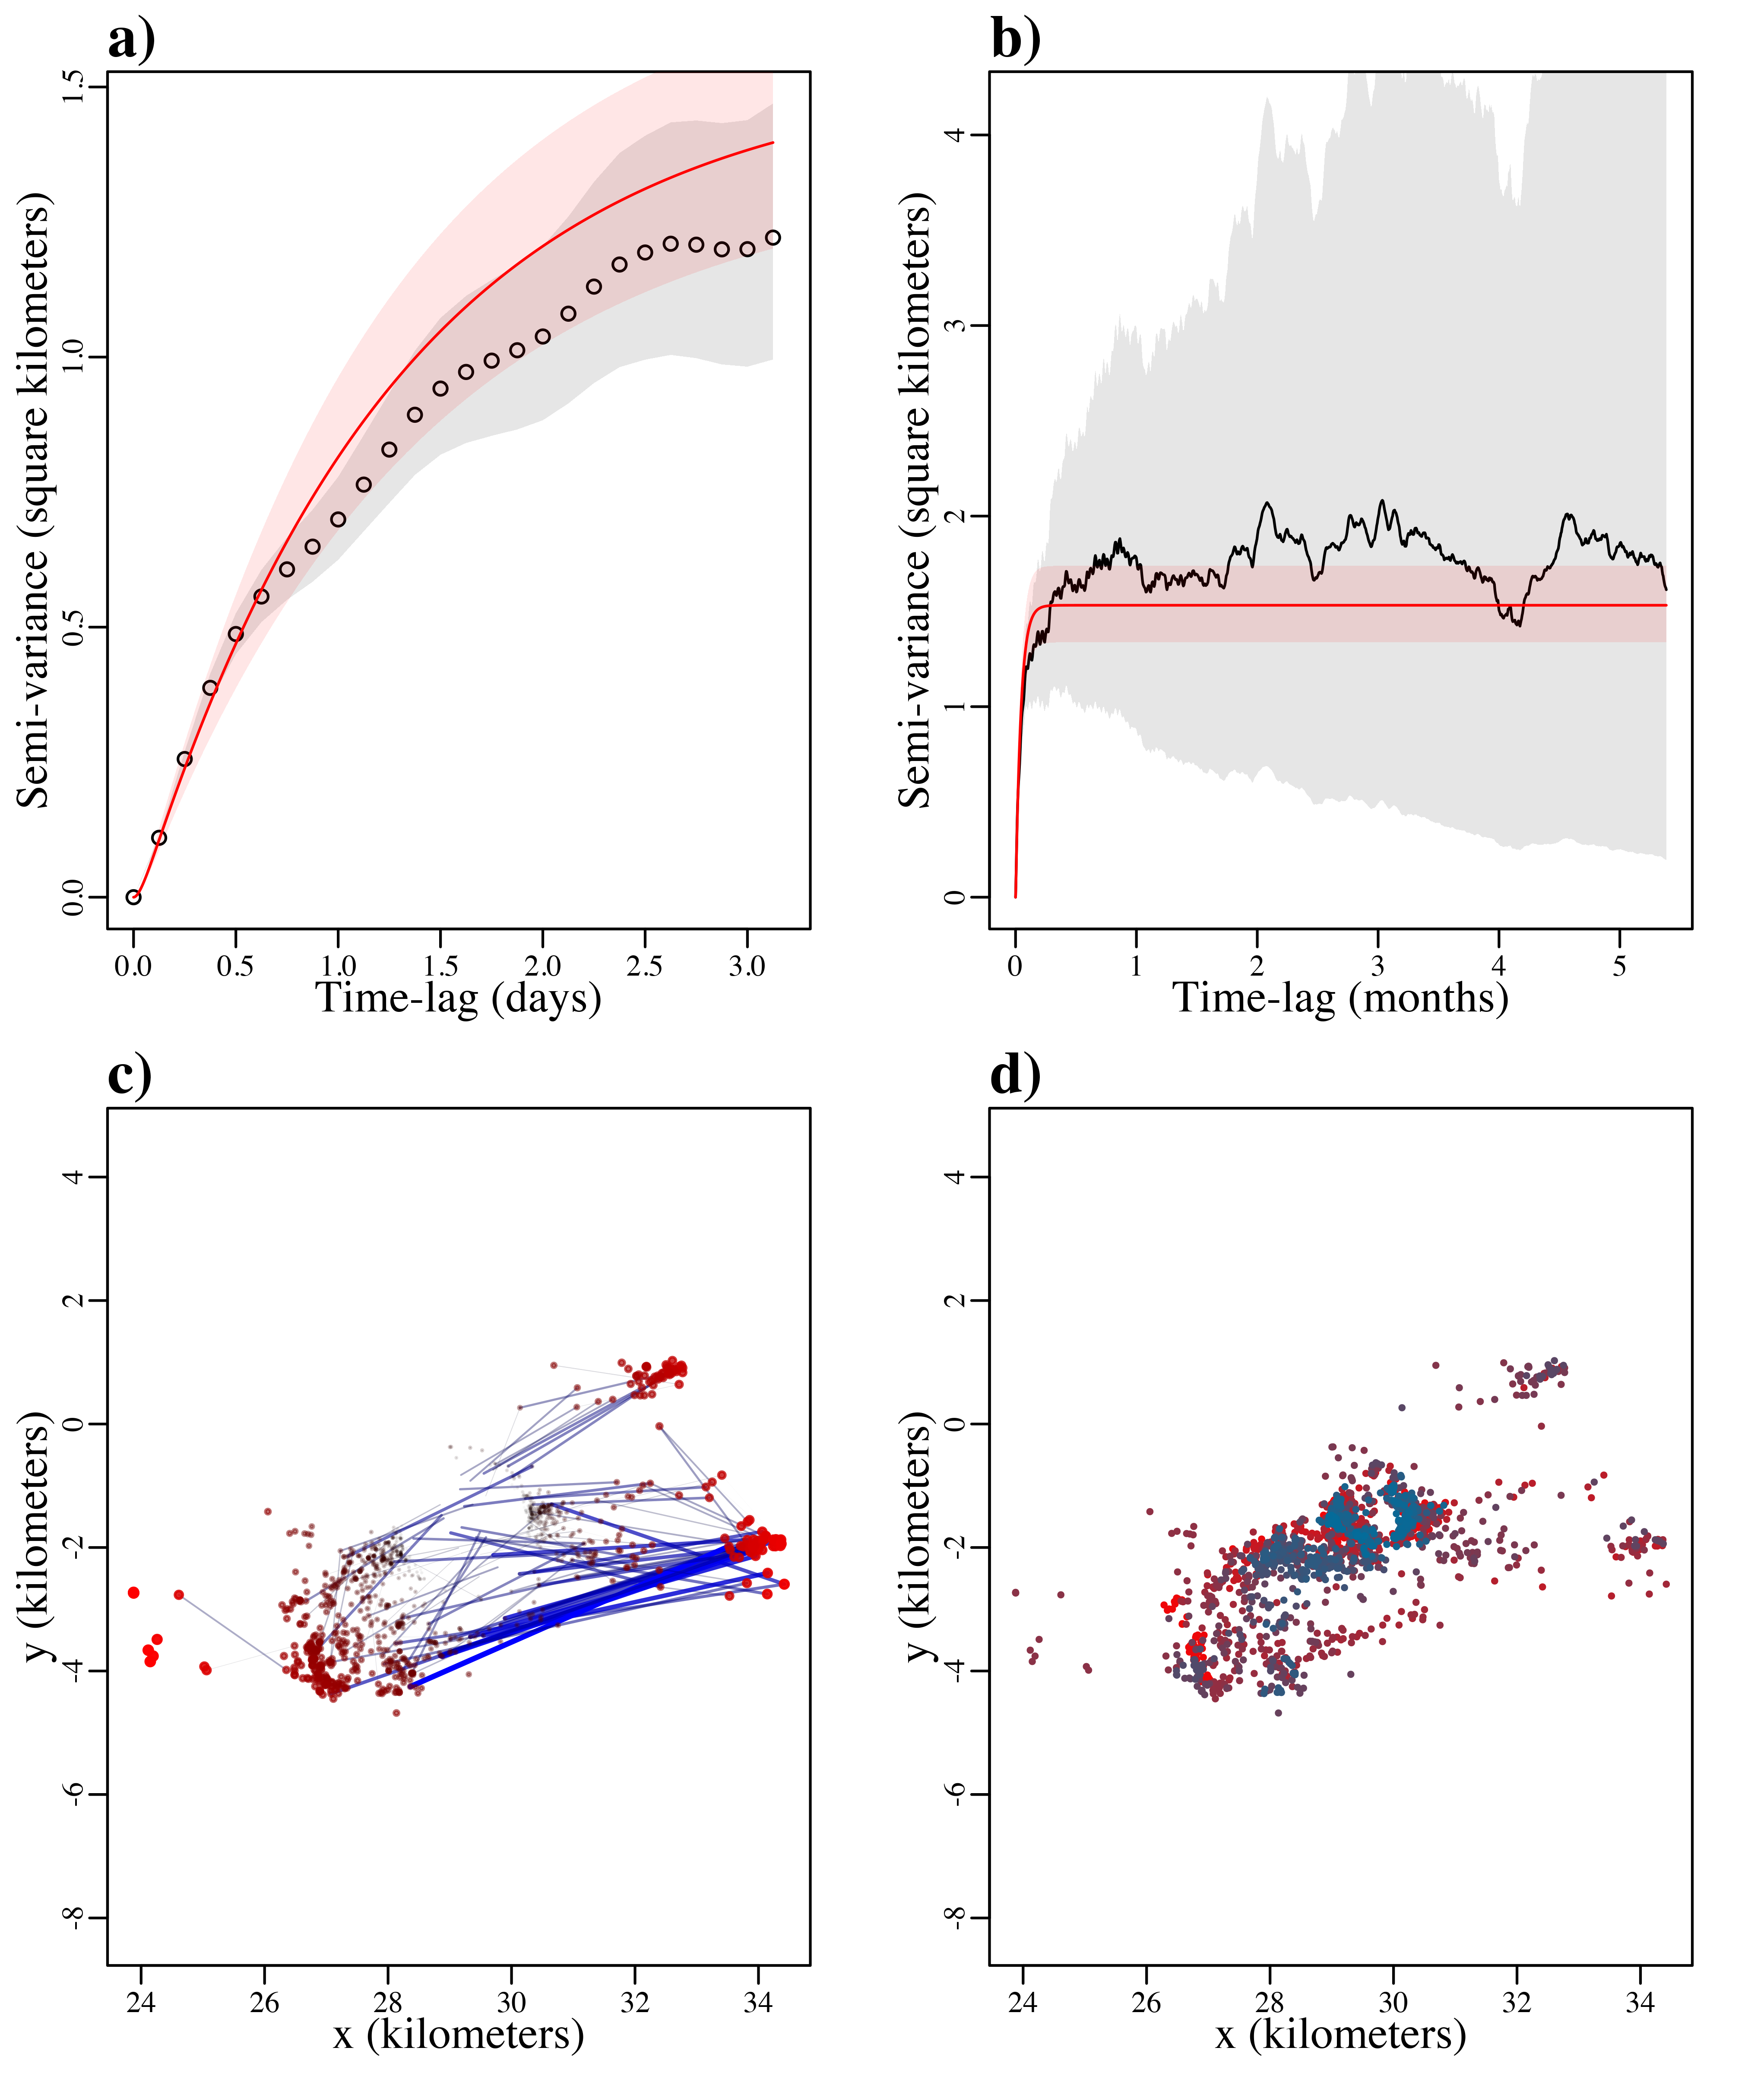 a)
Semi-variance (square kilometers)
0.0 0.5 1.0 1.5
0.0 0.5 1.0 1.5 2.0 2.5 3.0
Time-lag (days)
b)
Semi-variance (square kilometers)
0 1 2 3 4
0 1 2 3 4 5
Time-lag (months)
c)
y (kilometers)
-8 -6 -4 -2 0 2 4
24 26 28 30 32 34
x (kilometers)
d)
y (kilometers)
-8 -6 -4 -2 0 2 4
24 26 28 30 32 34
x (kilometers)